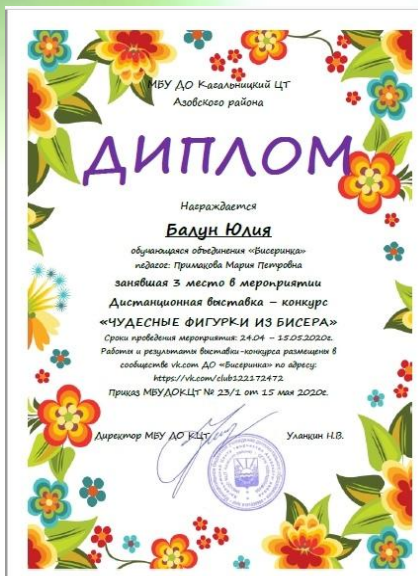 МБУ ДО Кагальницкий ЦТ
Азовского района
ДИПЛОМ
Награждается
Балун Юлия
обучающаяся объединения «Бисеринка»
педагог: Примакова Мария Петровна
занявшая 3 место в мероприятии
Дистанционная выставка – конкурс
«ЧУДЕСНЫЕ ФИГУРКИ ИЗ БИСЕРА»
Сроки проведения мероприятия: 24.04 – 15.05.2020г.
Работы и результаты выставки-конкурса размещены в
сообществе vk.com ДО «Бисеринка» по адресу:
https://vk.com/club122172472
Приказ МБУДОКЦТ № 23/1 от 15 мая 2020г.
Директор МБУ ДО КЦТ Уланкин Н.В.